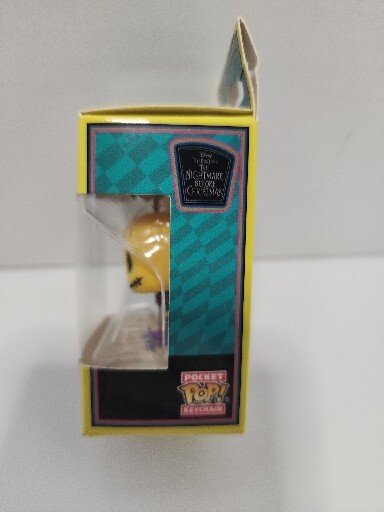 Disney
Tim Burton's
THE
NIGHTMARE
BEFORE
CHRISTMAS
POCKET
POP!
KEYCHAIN